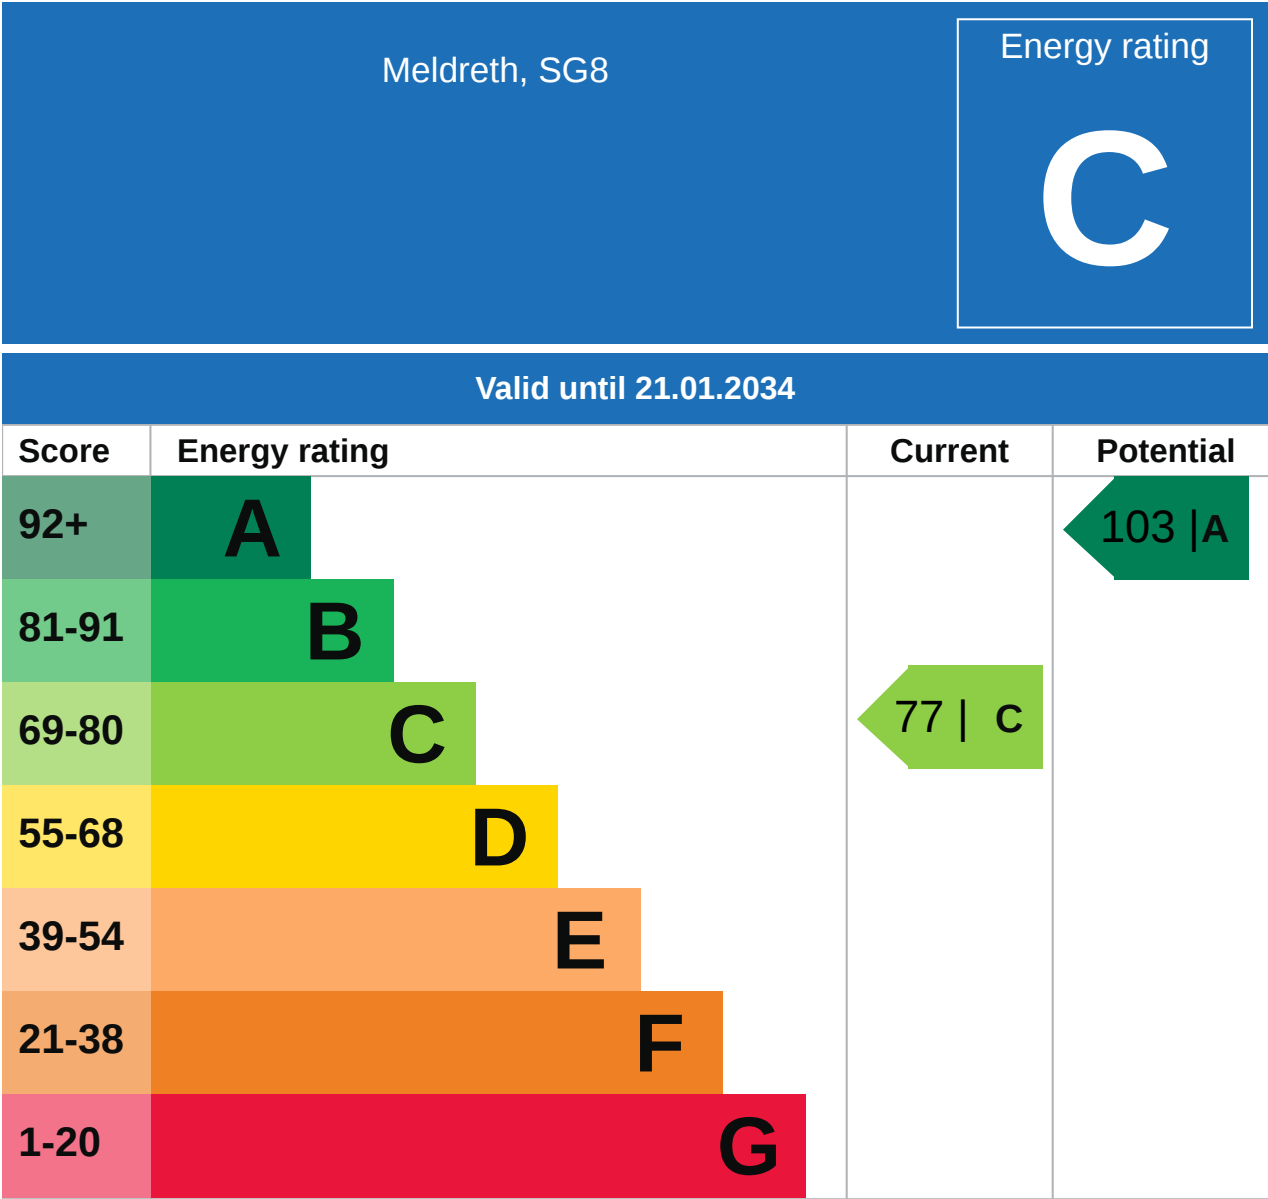 Meldreth, SG8
Energy rating
C
Valid until 21.01.2034
Score Energy rating Current Potential
92+ A 103 |A
81-91 B
69-80 C 77 | C
55-68 D
39-54 E
21-38 F
1-20 G